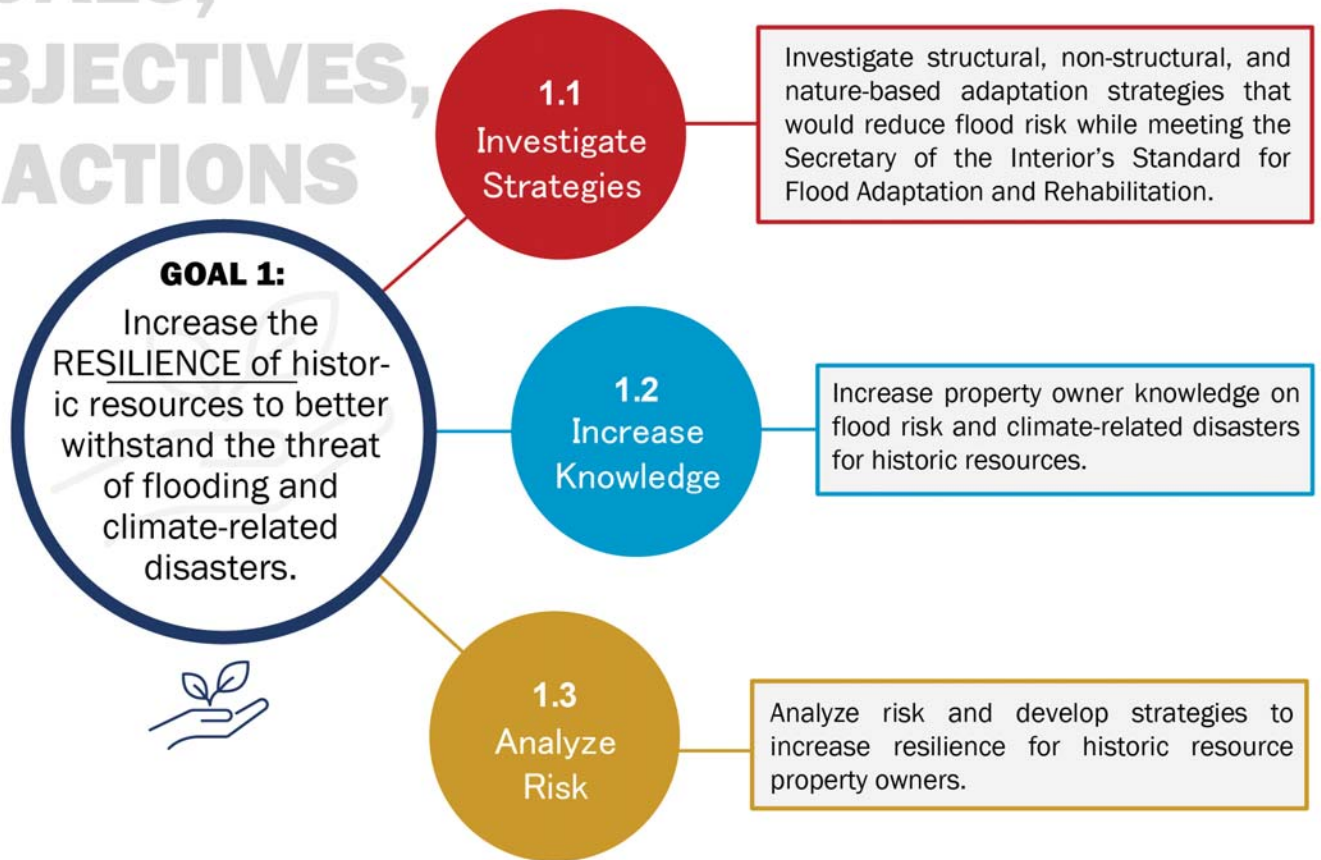 BJECTIVES,
ACTIONS
GOAL 1:
Increase the
RESILIENCE of histor-
ic resources to better
withstand the threat
of flooding and
climate-related
disasters.
1.1
Investigate
Strategies
Investigate structural, non-structural, and
nature-based adaptation strategies that
would reduce flood risk while meeting the
Secretary of the Interior's Standard for
Flood Adaptation and Rehabilitation.
1.2
Increase
Knowledge
Increase property owner knowledge on
flood risk and climate-related disasters
for historic resources.
1.3
Analyze
Risk
Analyze risk and develop strategies to
increase resilience for historic resource
property owners.